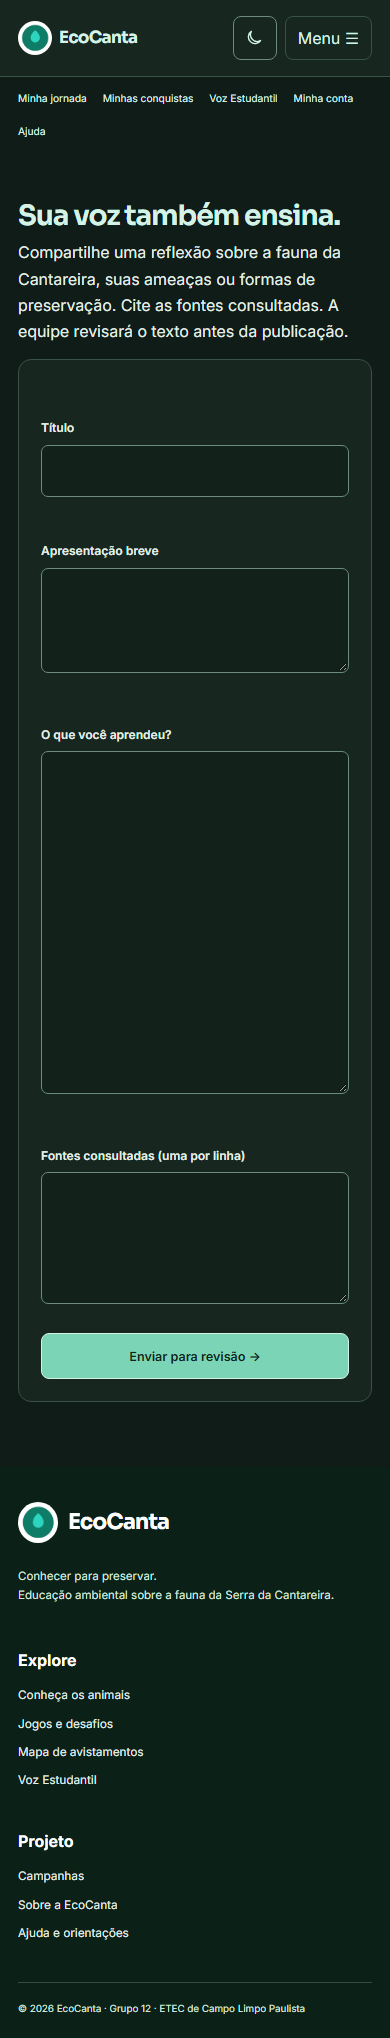 EcoCanta
Menu ☰
Minha jornada Minhas conquistas Voz Estudantil Minha conta
Ajuda
Sua voz também ensina.
Compartilhe uma reflexão sobre a fauna da
Cantareira, suas ameaças ou formas de
preservação. Cite as fontes consultadas. A
equipe revisará o texto antes da publicação.
Título
Apresentação breve
O que você aprendeu?
Fontes consultadas (uma por linha)
Enviar para revisão →
EcoCanta
Conhecer para preservar.
Educação ambiental sobre a fauna da Serra da Cantareira.
Explore
Conheça os animais
Jogos e desafios
Mapa de avistamentos
Voz Estudantil
Projeto
Campanhas
Sobre a EcoCanta
Ajuda e orientações
© 2026 EcoCanta · Grupo 12 · ETEC de Campo Limpo Paulista